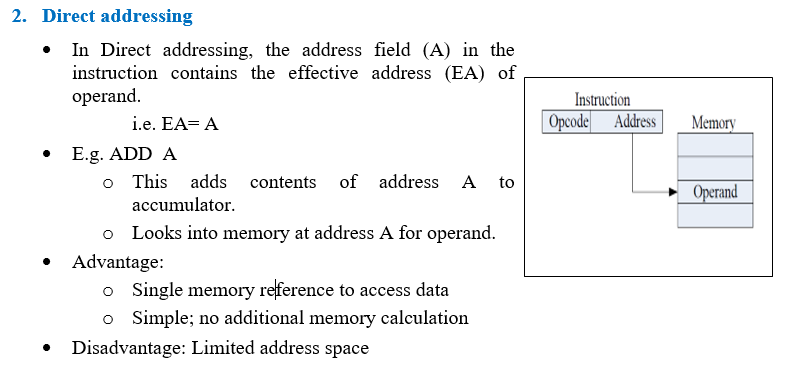 2. Direct addressing
• In Direct addressing, the address field (A) in the
instruction contains the effective address (EA) of
operand.
i.e. EA= A
• E.g. ADD A
o This adds contents of address A to
accumulator.
o Looks into memory at address A for operand.
• Advantage:
o Single memory reference to access data
o Simple; no additional memory calculation
• Disadvantage: Limited address space
Instruction
Opcode Address
Memory
Operand